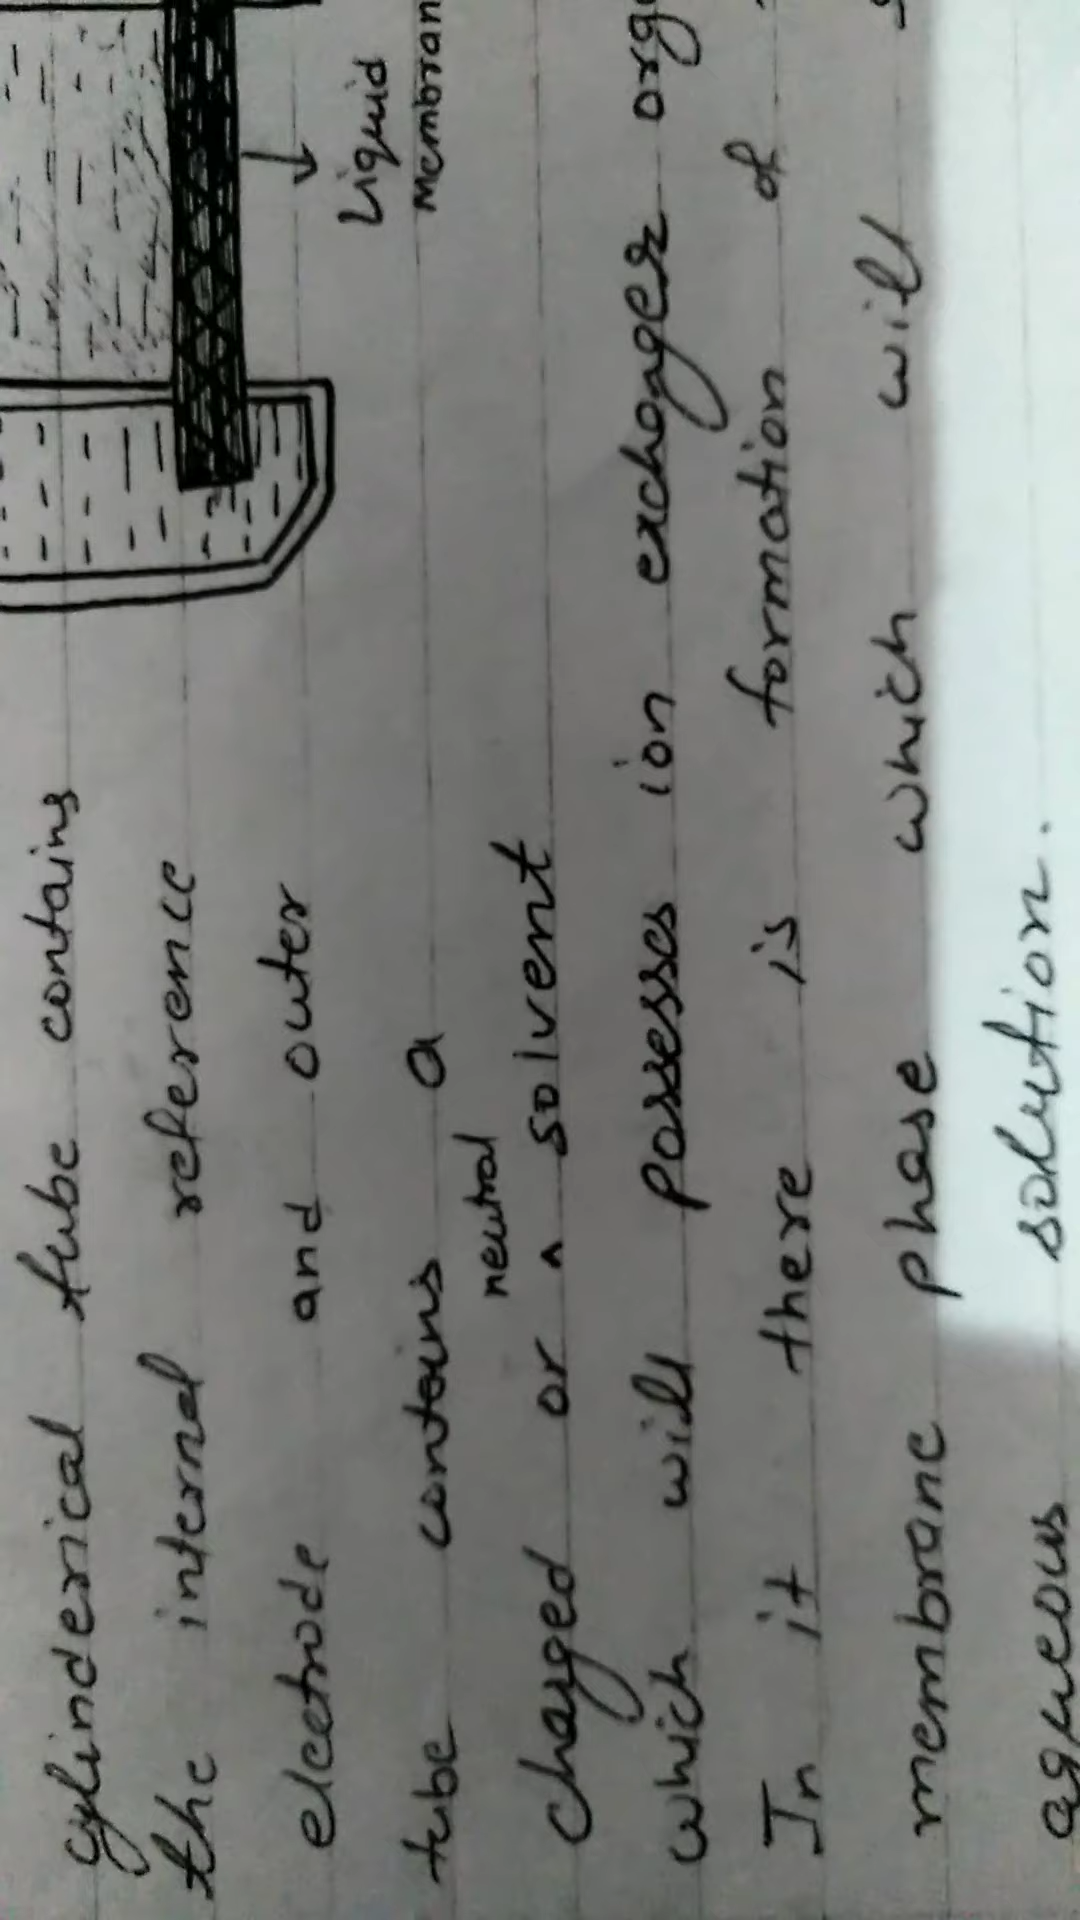 Liquid
Membran
cylinderical tube contains
the internal reference
electrode and outer
tube contains a
neutral
charged or ^ solvent
which will possesses ion exchager org
In it there is formation of
membrane phase which will
aqueous solution.